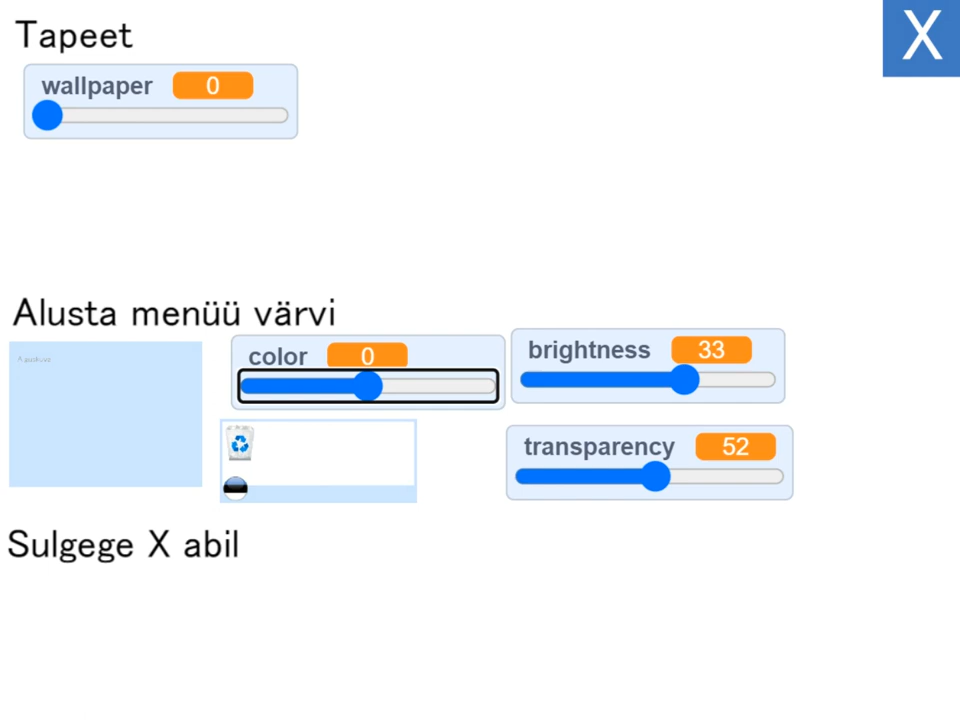 Tapeet
X
wallpaper 0
Alusta menüü värvi
color 0
brightness 33
transparency 52
Sulgege X abil